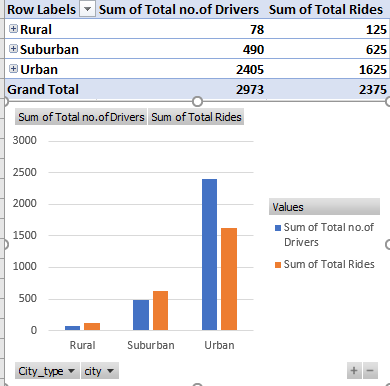 Row Labels Sum of Total no.of Drivers Sum of Total Rides
Rural 78 125
Suburban 490 625
Urban 2405 1625
Grand Total 2973 2375
Sum of Total no.of Drivers Sum of Total Rides
3000
2500
2000
1500
1000
500
0
Rural Suburban Urban
Values
Sum of Total no.of
Drivers
Sum of Total Rides
City_type city